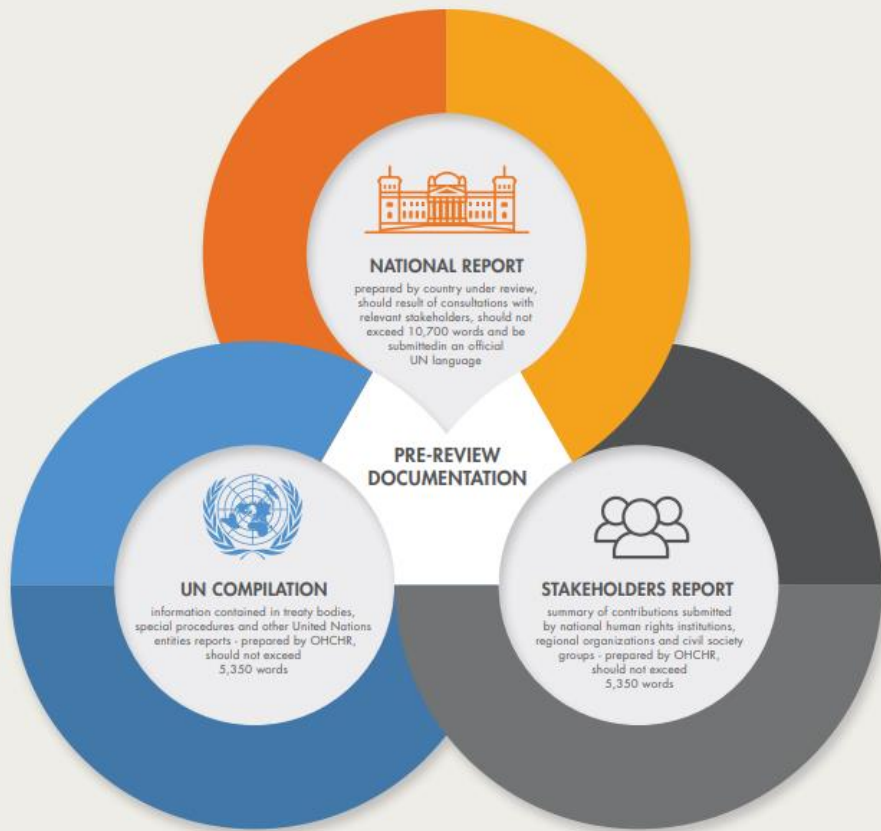 NATIONAL REPORT
prepared by country under review,
should result of consultations with
relevant stakeholders, should not
exceed 10,700 words and be
submittedin an official
UN language
PRE-REVIEW
DOCUMENTATION
UN COMPILATION
information contained in treaty bodies,
special procedures and other United Nations
entities reports - prepared by OHCHR,
should not exceed
5,350 words
STAKEHOLDERS REPORT
summary of contributions submitted
by national human rights institutions,
regional organizations and civil society
groups - prepared by OHCHR,
should not exceed
5,350 words